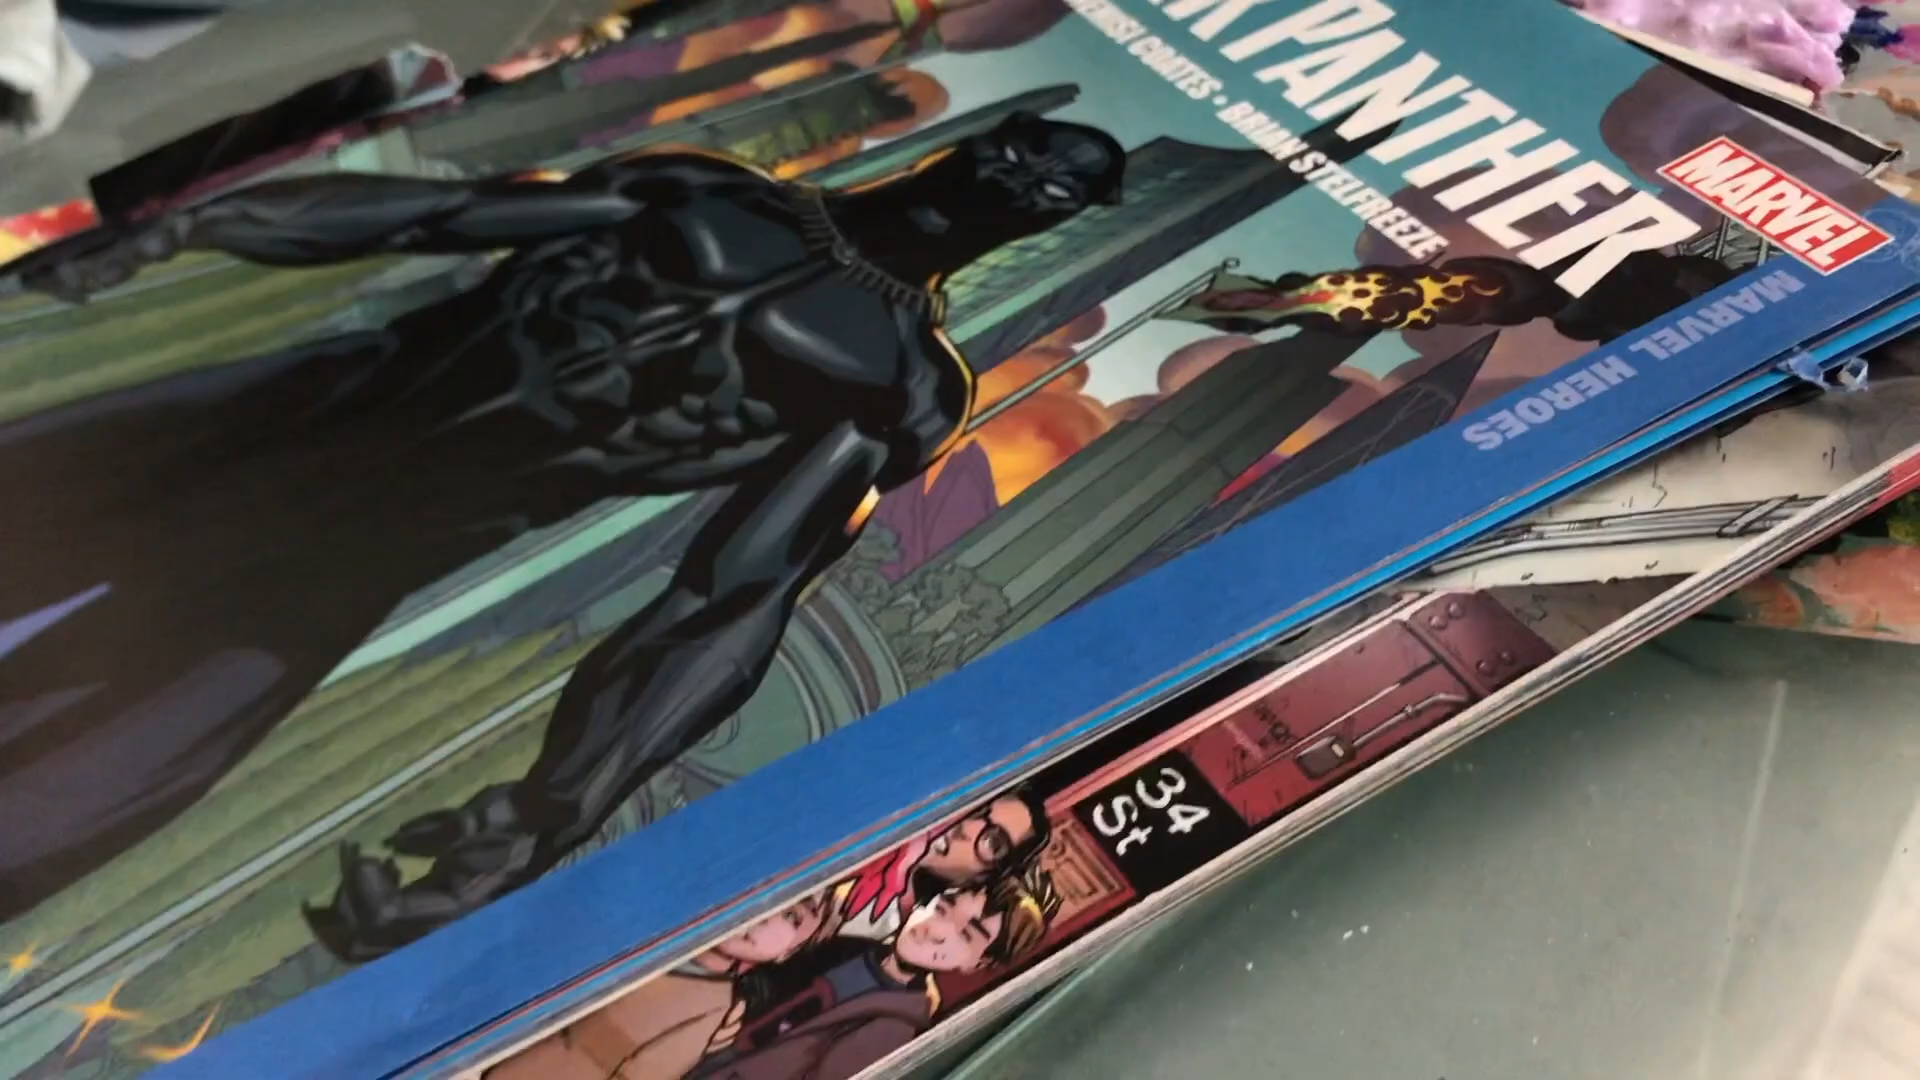 K PANTHER
COATES • BRIAN STELFREEZE
MARVEL
MARVEL HEROES
34
St